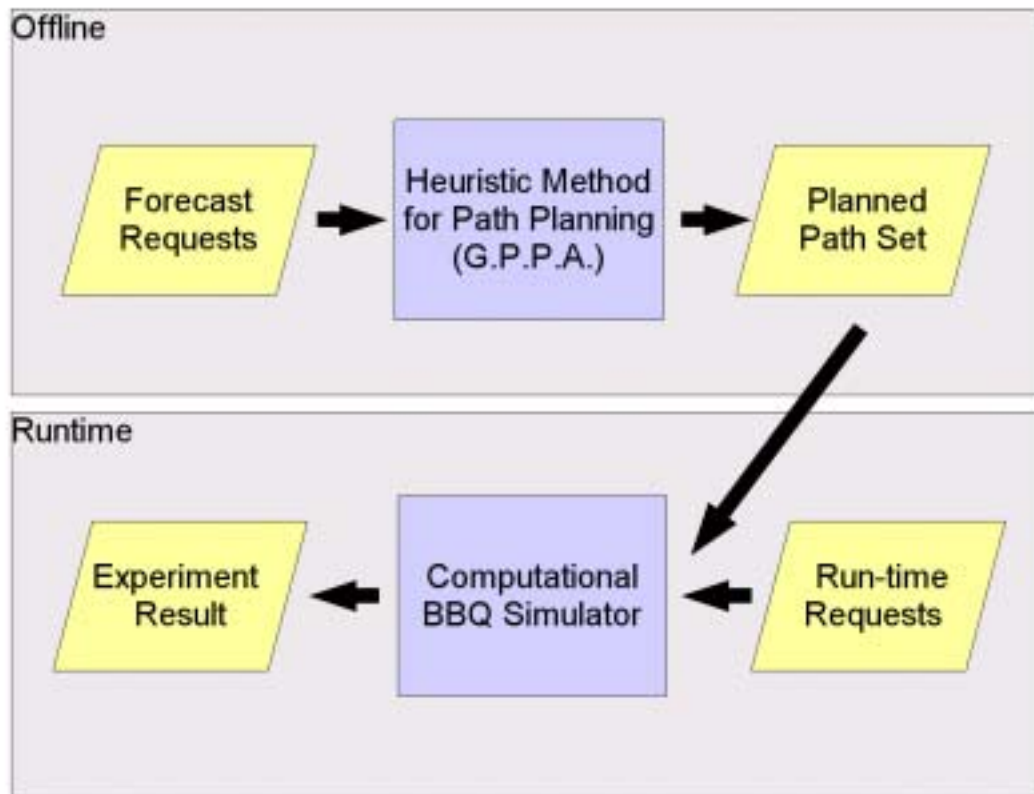 Offline
Forecast
Requests
Heuristic Method
for Path Planning
(G.P.P.A.)
Planned
Path Set
Runtime
Experiment
Result
Computational
BBQ Simulator
Run-time
Requests